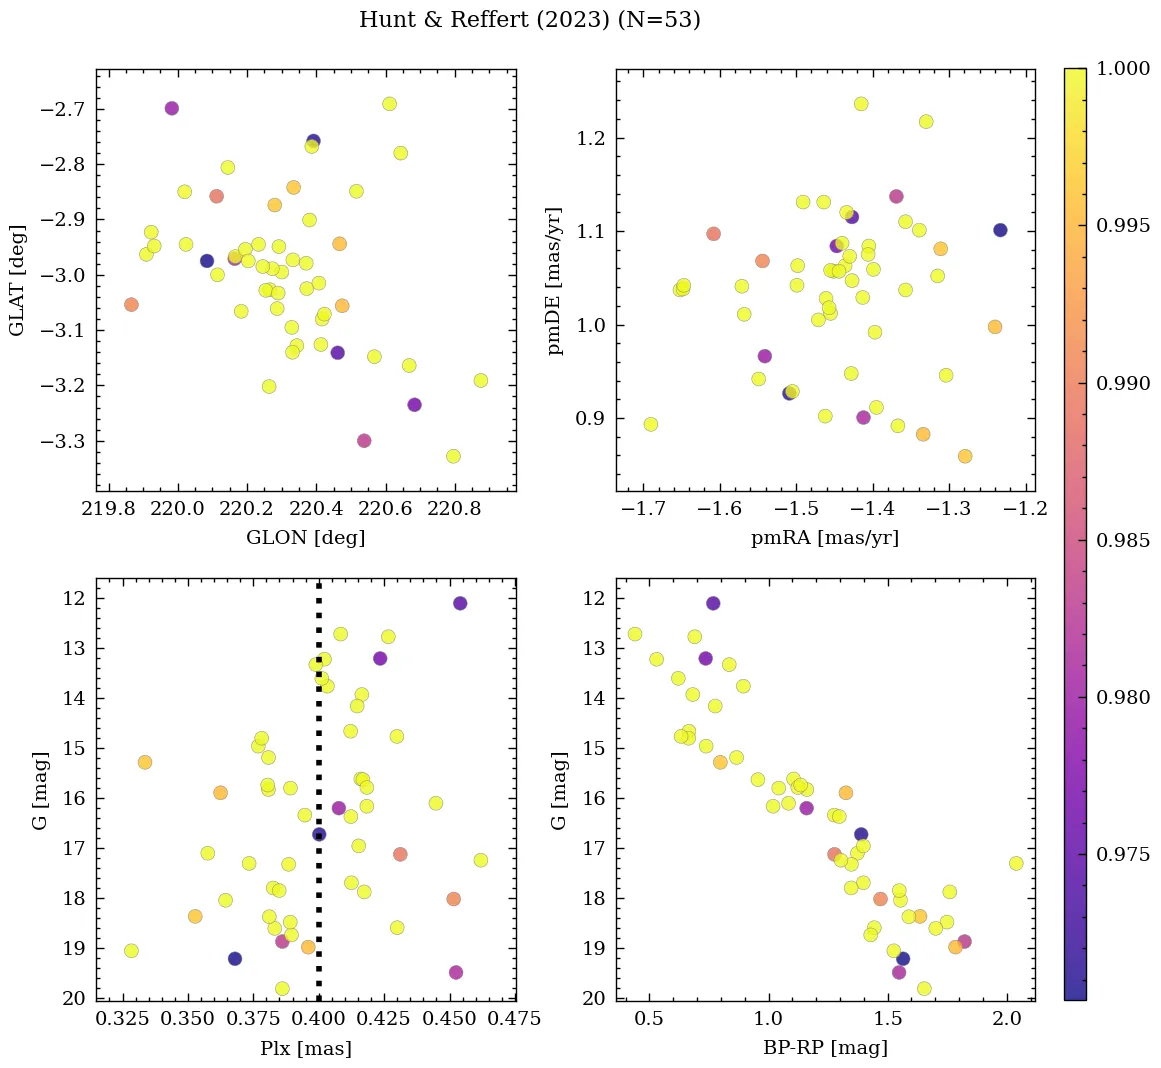 Hunt & Reffert (2023) (N=53)
−2.7
−2.8
−2.9
−3.0
−3.1
−3.2
−3.3
GLAT [deg]
219.8 220.0 220.2 220.4 220.6 220.8
GLON [deg]
1.2
1.1
1.0
0.9
pmDE [mas/yr]
−1.7 −1.6 −1.5 −1.4 −1.3 −1.2
pmRA [mas/yr]
12
13
14
15
16
17
18
19
20
G [mag]
0.325 0.350 0.375 0.400 0.425 0.450 0.475
Plx [mas]
12
13
14
15
16
17
18
19
20
G [mag]
0.5 1.0 1.5 2.0
BP-RP [mag]
1.000
0.995
0.990
0.985
0.980
0.975